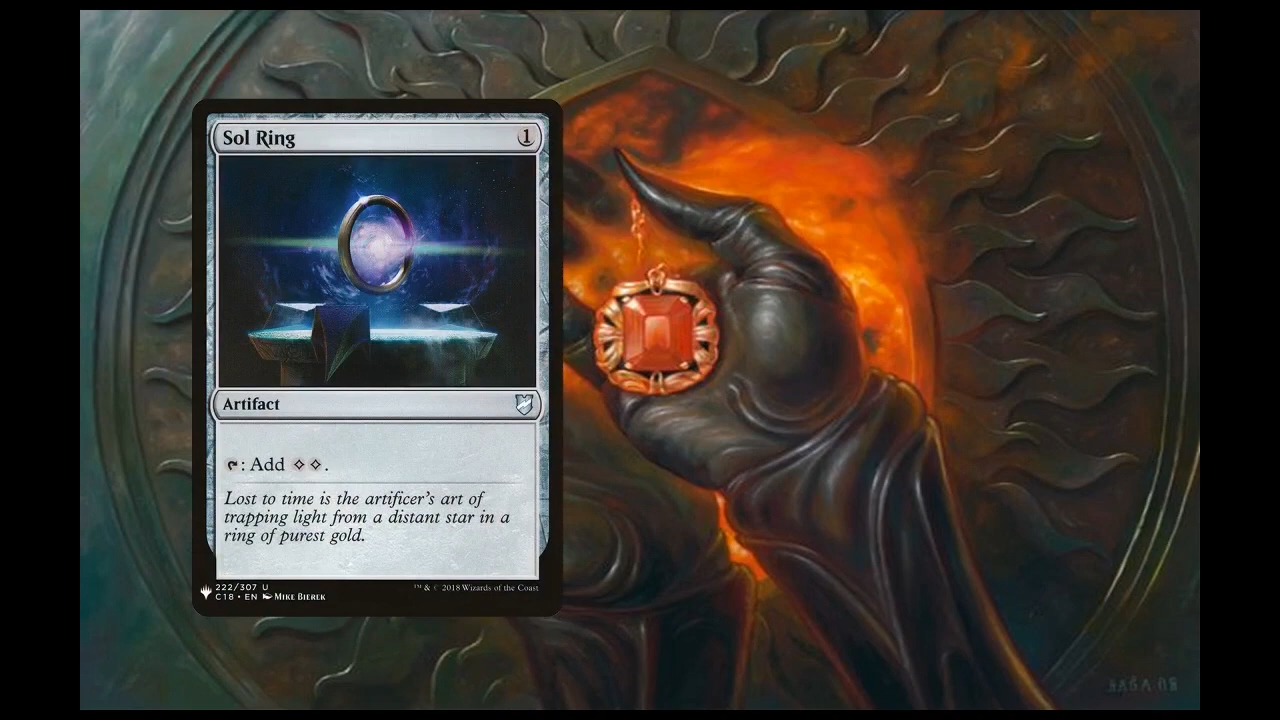 Sol Ring 1
Artifact
: Add .
Lost to time is the artificer's art of
trapping light from a distant star in a
ring of purest gold.
222/307 U
C18 • EN MIKE BIEREK
™ & © 2018 Wizards of the Coast